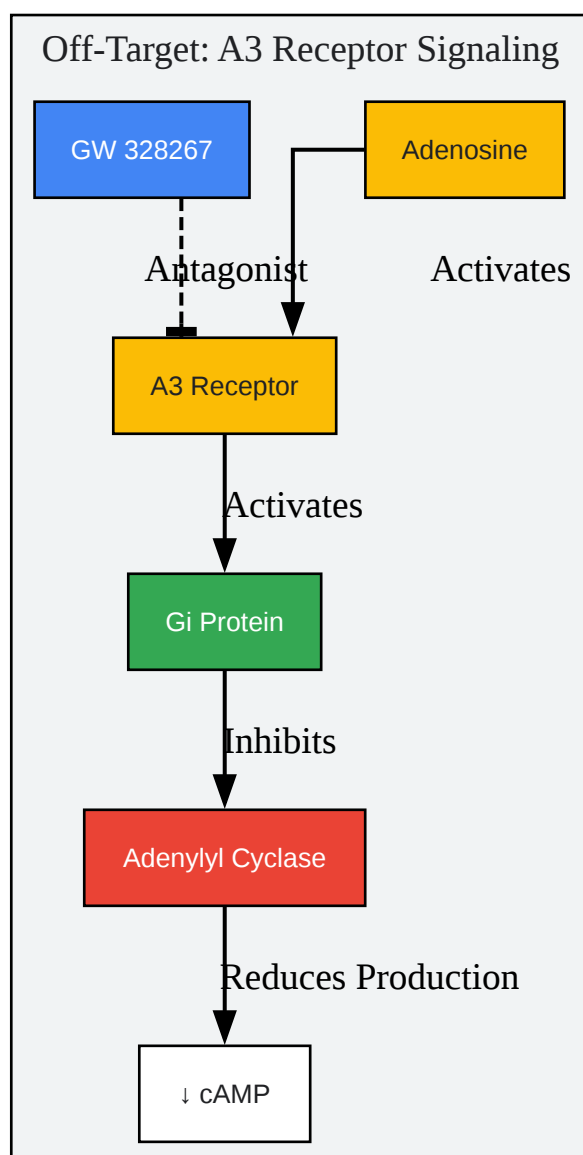 Off-Target: A3 Receptor Signaling
GW 328267
Adenosine
Antagonist
Activates
A3 Receptor
Activates
Gi Protein
Inhibits
Adenylyl Cyclase
Reduces Production
↓ cAMP